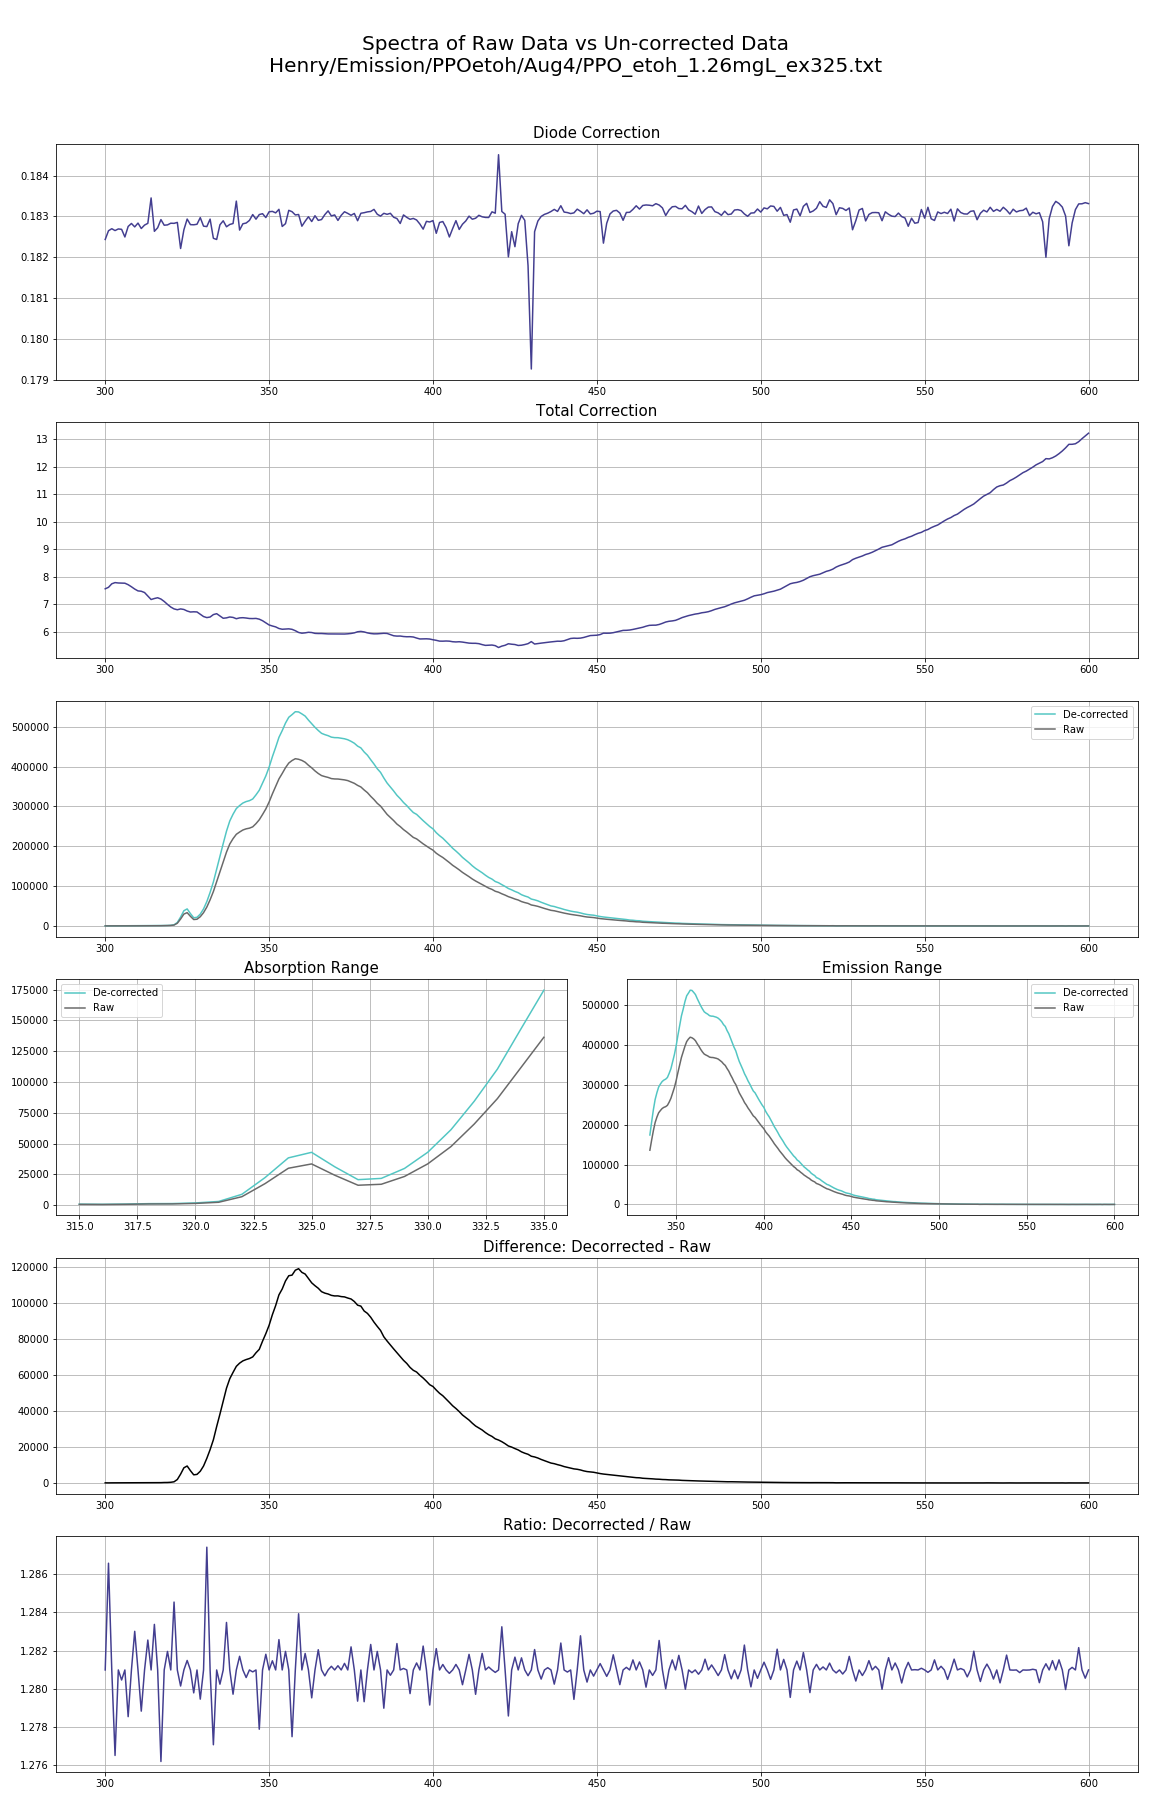 Spectra of Raw Data vs Un-corrected Data
Henry/Emission/PPOetoh/Aug4/PPO_etoh_1.26mgL_ex325.txt
Diode Correction
0.184
0.183
0.182
0.181
0.180
0.179
300 350 400 450 500 550 600
Total Correction
13
12
11
10
9
8
7
6
300 350 400 450 500 550 600
De-corrected
Raw
500000
400000
300000
200000
100000
0
300 350 400 450 500 550 600
Absorption Range
De-corrected
Raw
175000
150000
125000
100000
75000
50000
25000
0
315.0 317.5 320.0 322.5 325.0 327.5 330.0 332.5 335.0
Emission Range
De-corrected
Raw
500000
400000
300000
200000
100000
0
350 400 450 500 550 600
Difference: Decorrected - Raw
120000
100000
80000
60000
40000
20000
0
300 350 400 450 500 550 600
Ratio: Decorrected / Raw
1.286
1.284
1.282
1.280
1.278
1.276
300 350 400 450 500 550 600